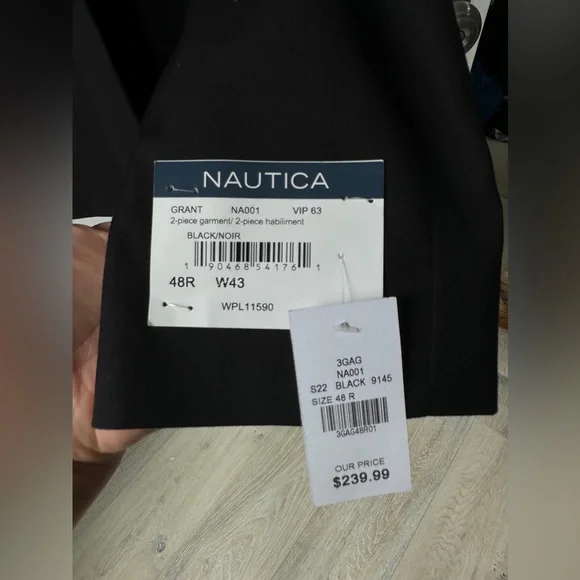 NAUTICA
GRANT NA001 VIP 63
2-piece garment/ 2-piece habiliment
BLACK/NOIR
1 90468 54176 1
48R W43
WPL11590
3GAG
NA001
S22 BLACK 9145
SIZE 48 R
3GAG48R01
OUR PRICE
$239.99